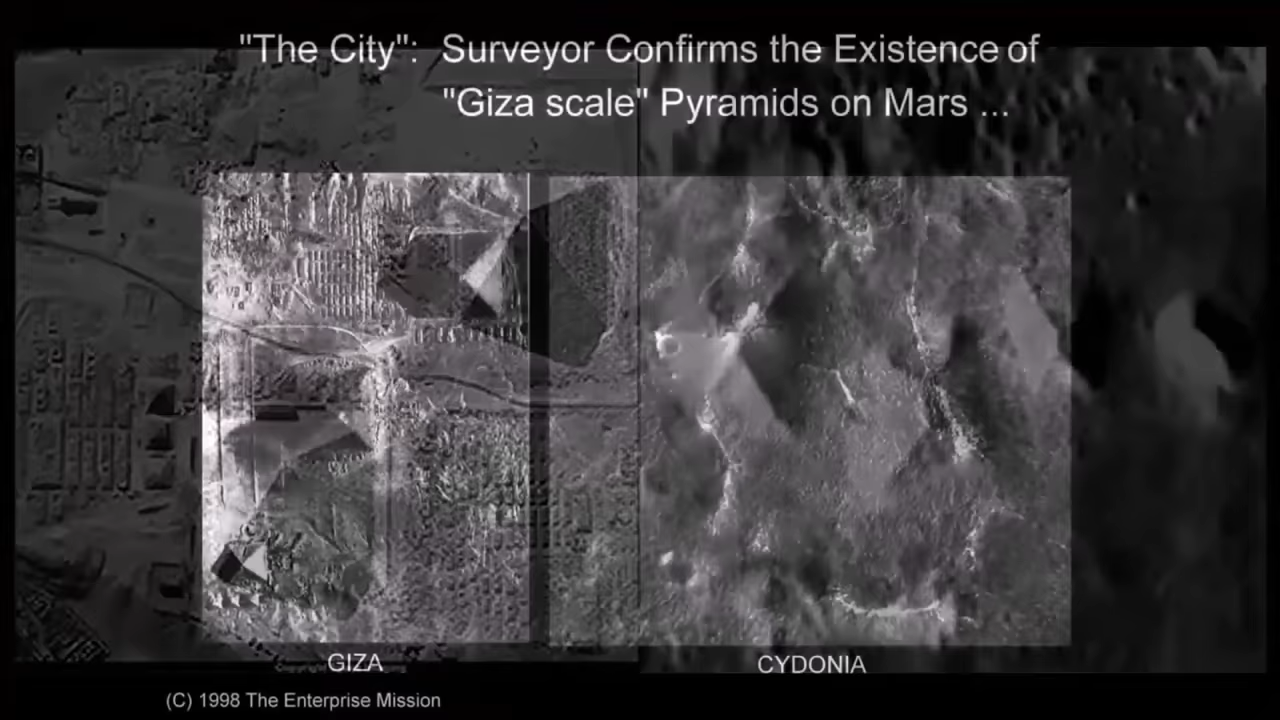 "The City": Surveyor Confirms the Existence of
"Giza scale" Pyramids on Mars ...
GIZA
CYDONIA
(C) 1998 The Enterprise Mission